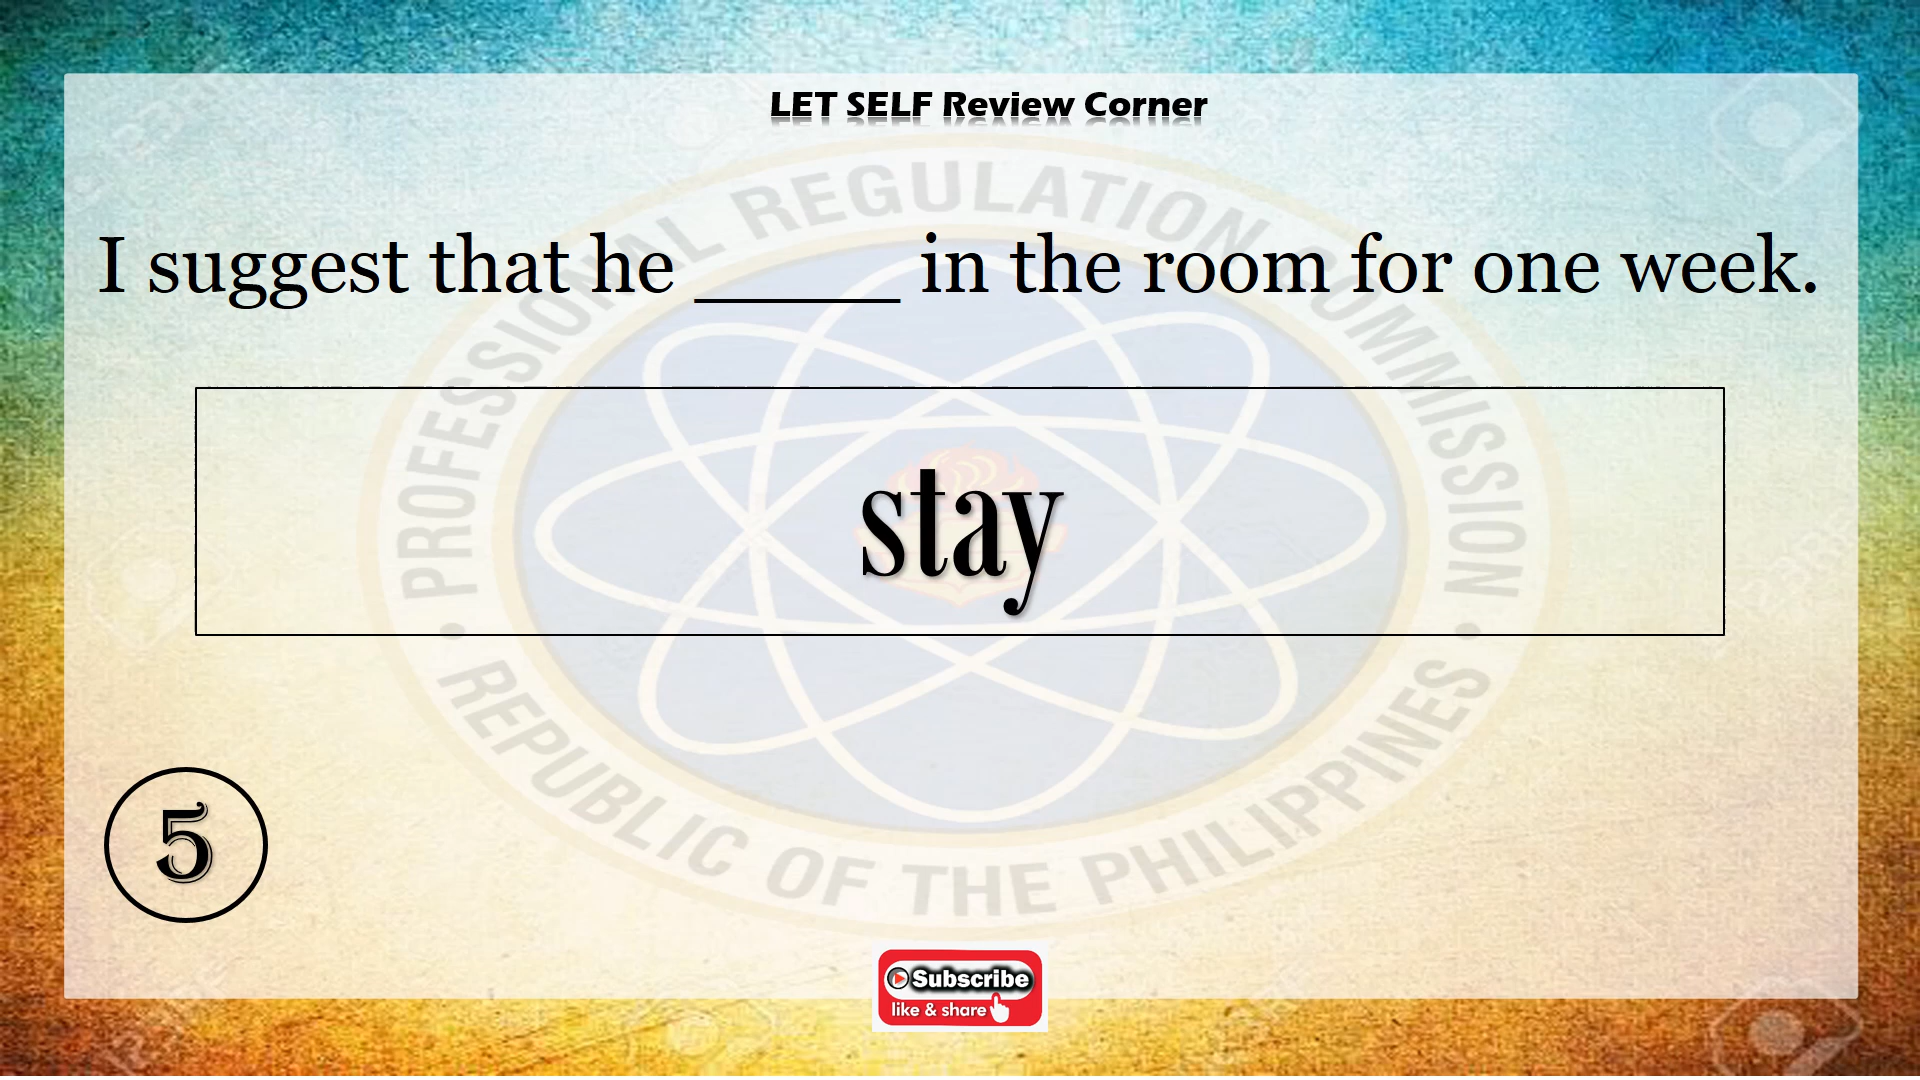 LET SELF Review Corner
I suggest that he _____ in the room for one week.
stay
5
PROFESSIONAL REGULATION COMMISSION
REPUBLIC OF THE PHILIPPINES
Subscribe
like & share